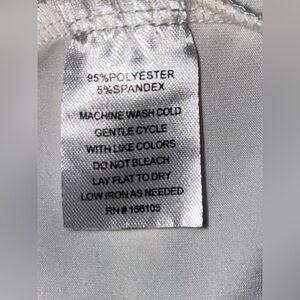 95%POLYESTER
5%SPANDEX
MACHINE WASH COLD
GENTLE CYCLE
WITH LIKE COLORS
DO NOT BLEACH
LAY FLAT TO DRY
LOW IRON AS NEEDED
RN# 156105